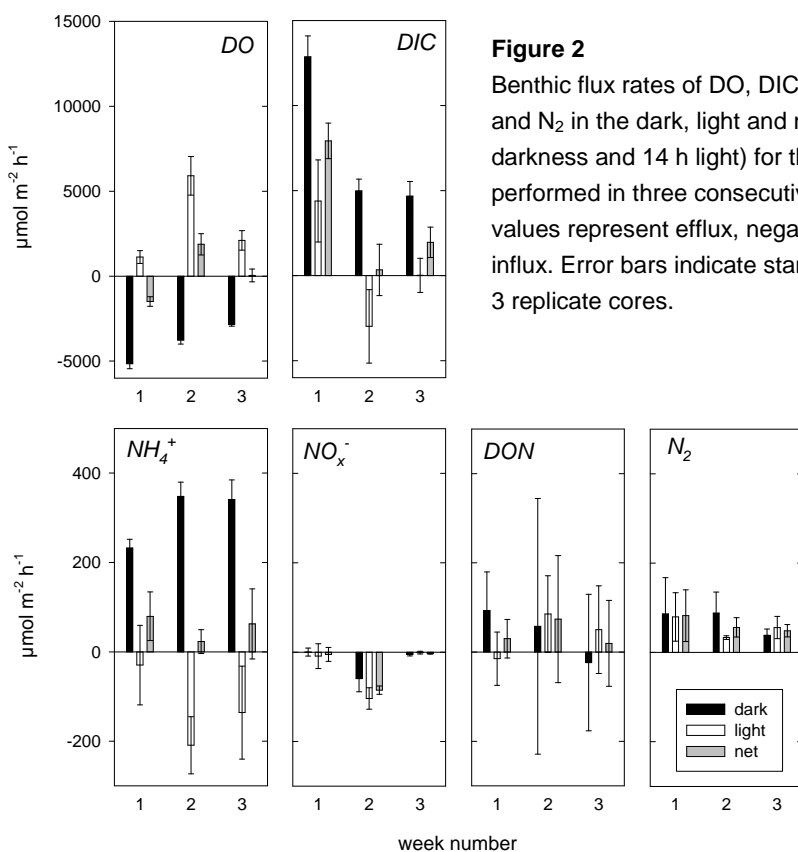 Figure 2
Benthic flux rates of DO, DIC
and N2 in the dark, light and
darkness and 14 h light) for
performed in three
values represent efflux,
influx. Error bars indicate
3 replicate cores.
15000
10000
5000
0
-5000
µmol m-2 h-1
DO
1 2 3
DIC
1 2 3
400
200
0
-200
µmol m-2 h-1
NH4+
1 2 3
NOx-
1 2 3
DON
1 2 3
N2
dark
light
net
1 2 3
week number